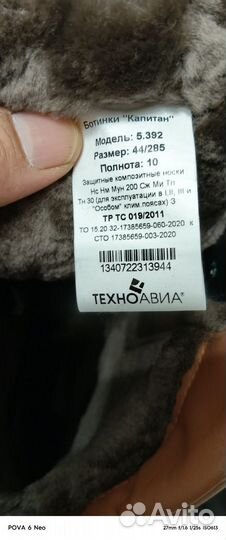 Ботинки "Капитан"
Модель: 5.392
Размер: 44/285
Полнота: 10
Защитные композитные носки
Нс Нм Мун 200 Сж Ми Тп
Тн 30 (для эксплуатации в I,II, III и
"Особом" клим.поясах) З
ТР ТС 019/2011
ТО 15.20.32-17385659-060-2020 к
СТО 17385659-003-2020
1340722313944
ТЕХНОАВИА®
POVA 6 Neo
27mm f/1.6 1/25s ISO613
Avito